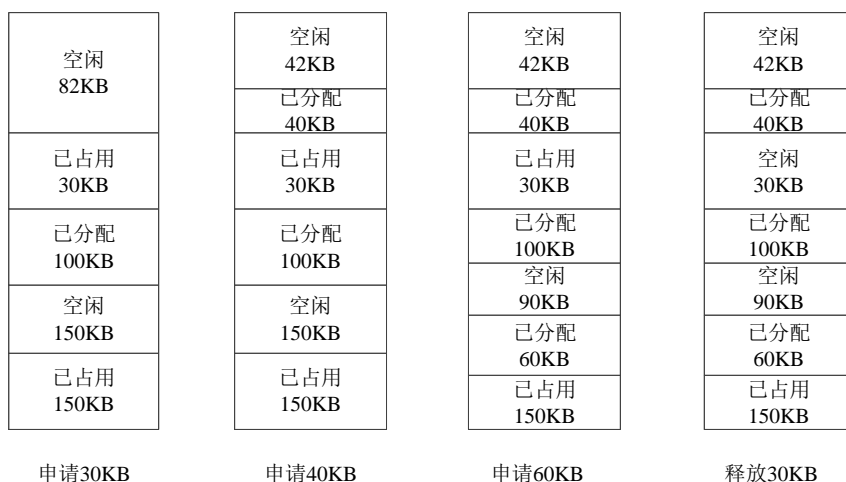 空闲
82KB
已占用
30KB
已分配
100KB
空闲
150KB
已占用
150KB
申请30KB
空闲
42KB
已分配
40KB
已占用
30KB
已分配
100KB
空闲
150KB
已占用
150KB
申请40KB
空闲
42KB
已分配
40KB
已占用
30KB
已分配
100KB
空闲
90KB
已分配
60KB
已占用
150KB
申请60KB
空闲
42KB
已分配
40KB
空闲
30KB
已分配
100KB
空闲
90KB
已分配
60KB
已占用
150KB
释放30KB